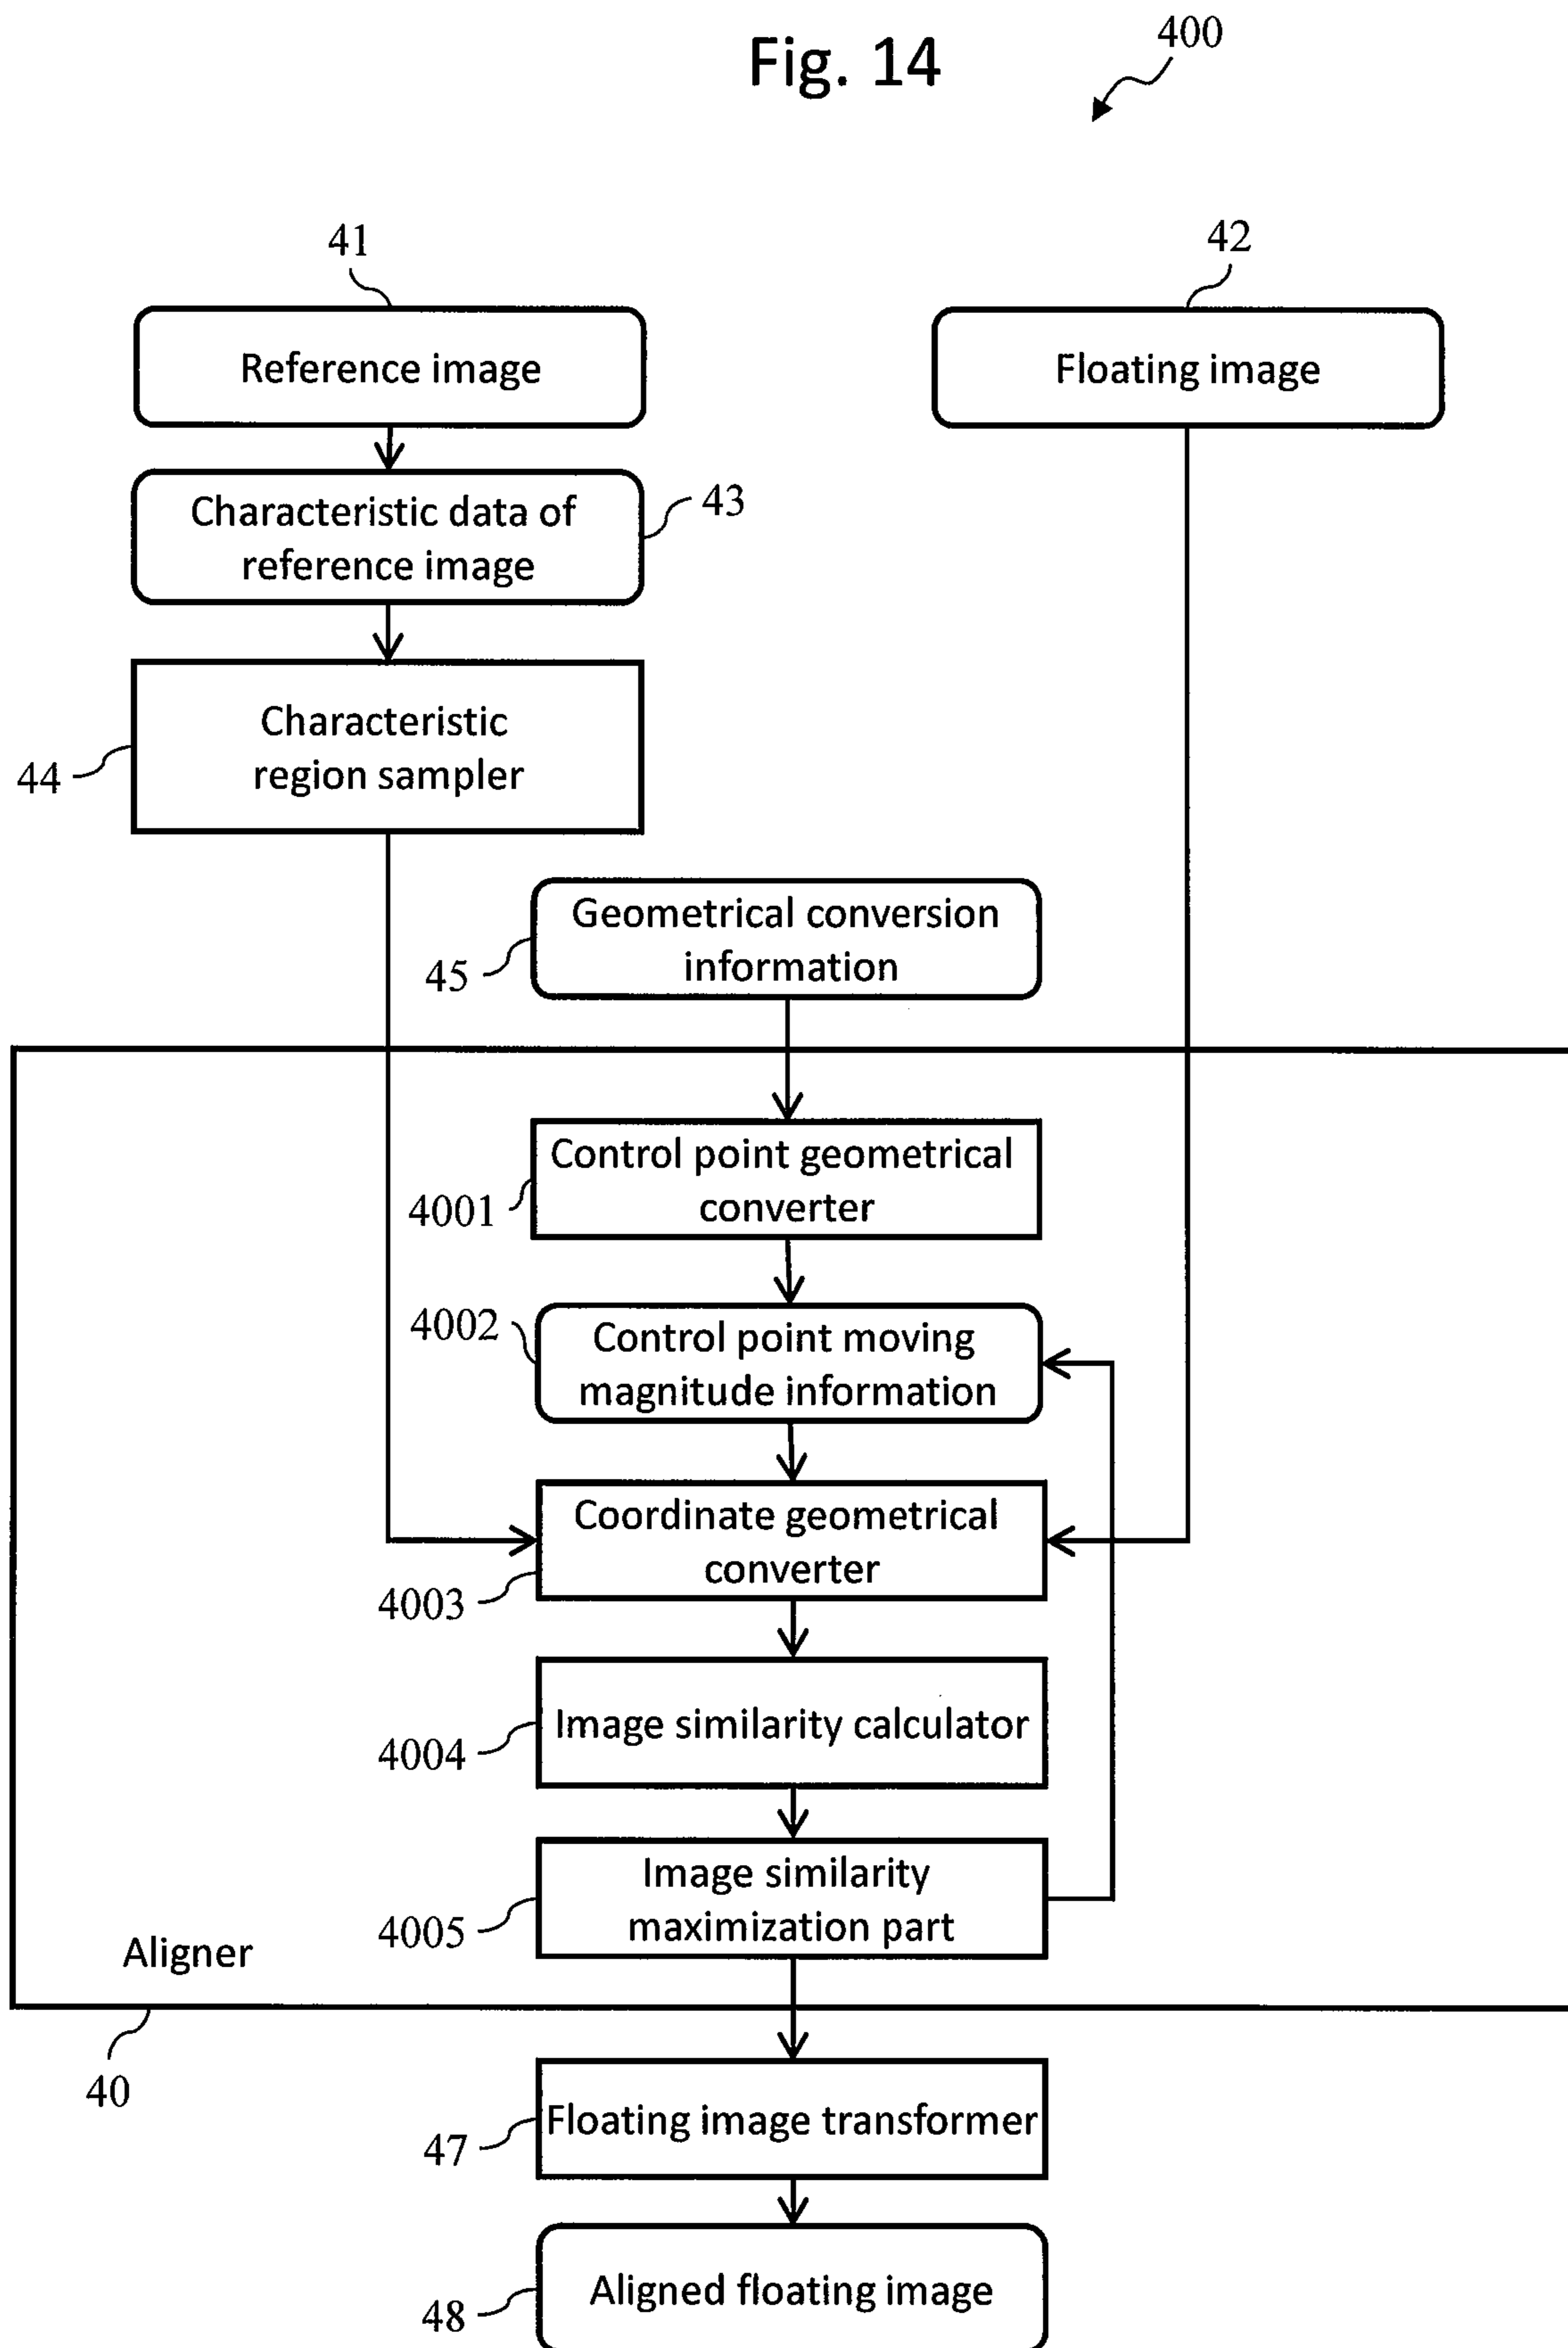 Fig. 14
400
41
42
Reference image
Floating image
Characteristic data of
reference image
43
Characteristic
region sampler
44
Geometrical conversion
information
45
Control point geometrical
converter
4001
4002
Control point moving
magnitude information
Coordinate geometrical
converter
4003
Image similarity calculator
4004
Image similarity
maximization part
4005
Aligner
40
Floating image transformer
47
Aligned floating image
48